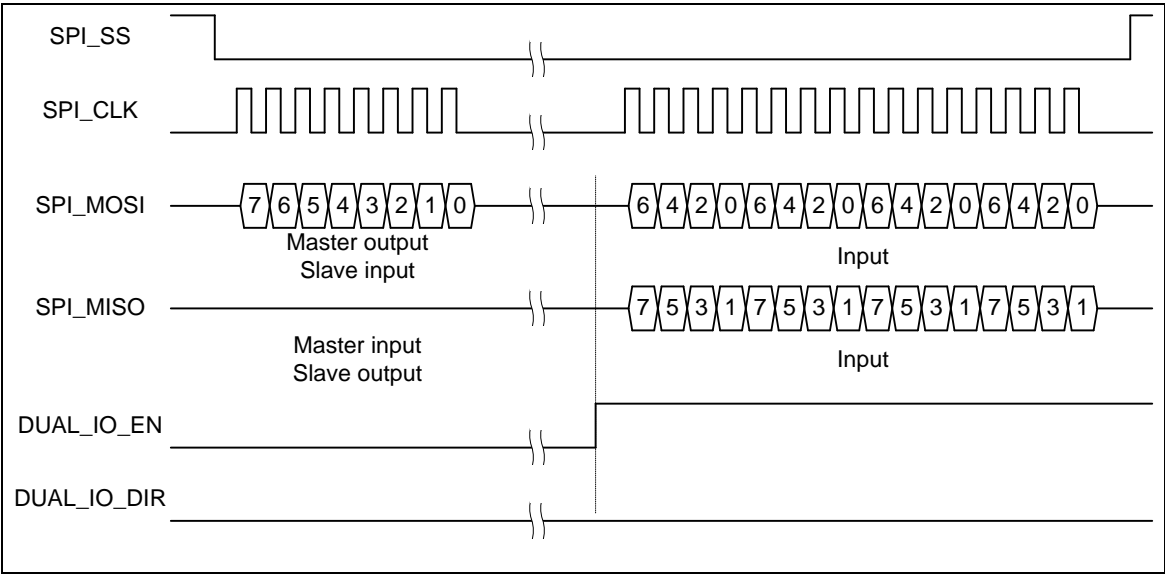 SPI_SS
SPI_CLK
SPI_MOSI 7 6 5 4 3 2 1 0 6 4 2 0 6 4 2 0 6 4 2 0 6 4 2 0
Master output
Slave input
Input
SPI_MISO 7 5 3 1 7 5 3 1 7 5 3 1 7 5 3 1
Master input
Slave output
Input
DUAL_IO_EN
DUAL_IO_DIR